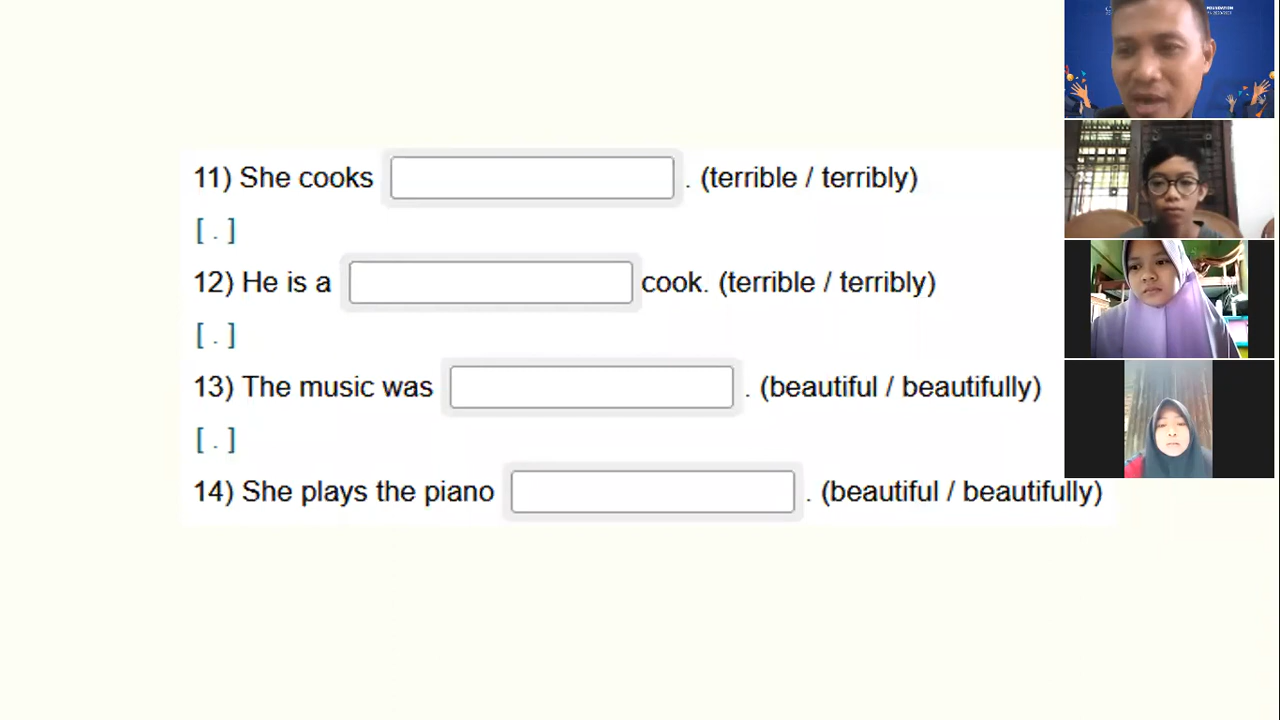 11) She cooks . (terrible / terribly)
[ . ]
12) He is a cook. (terrible / terribly)
[ . ]
13) The music was . (beautiful / beautifully)
[ . ]
14) She plays the piano . (beautiful / beautifully)
FOUNDATION